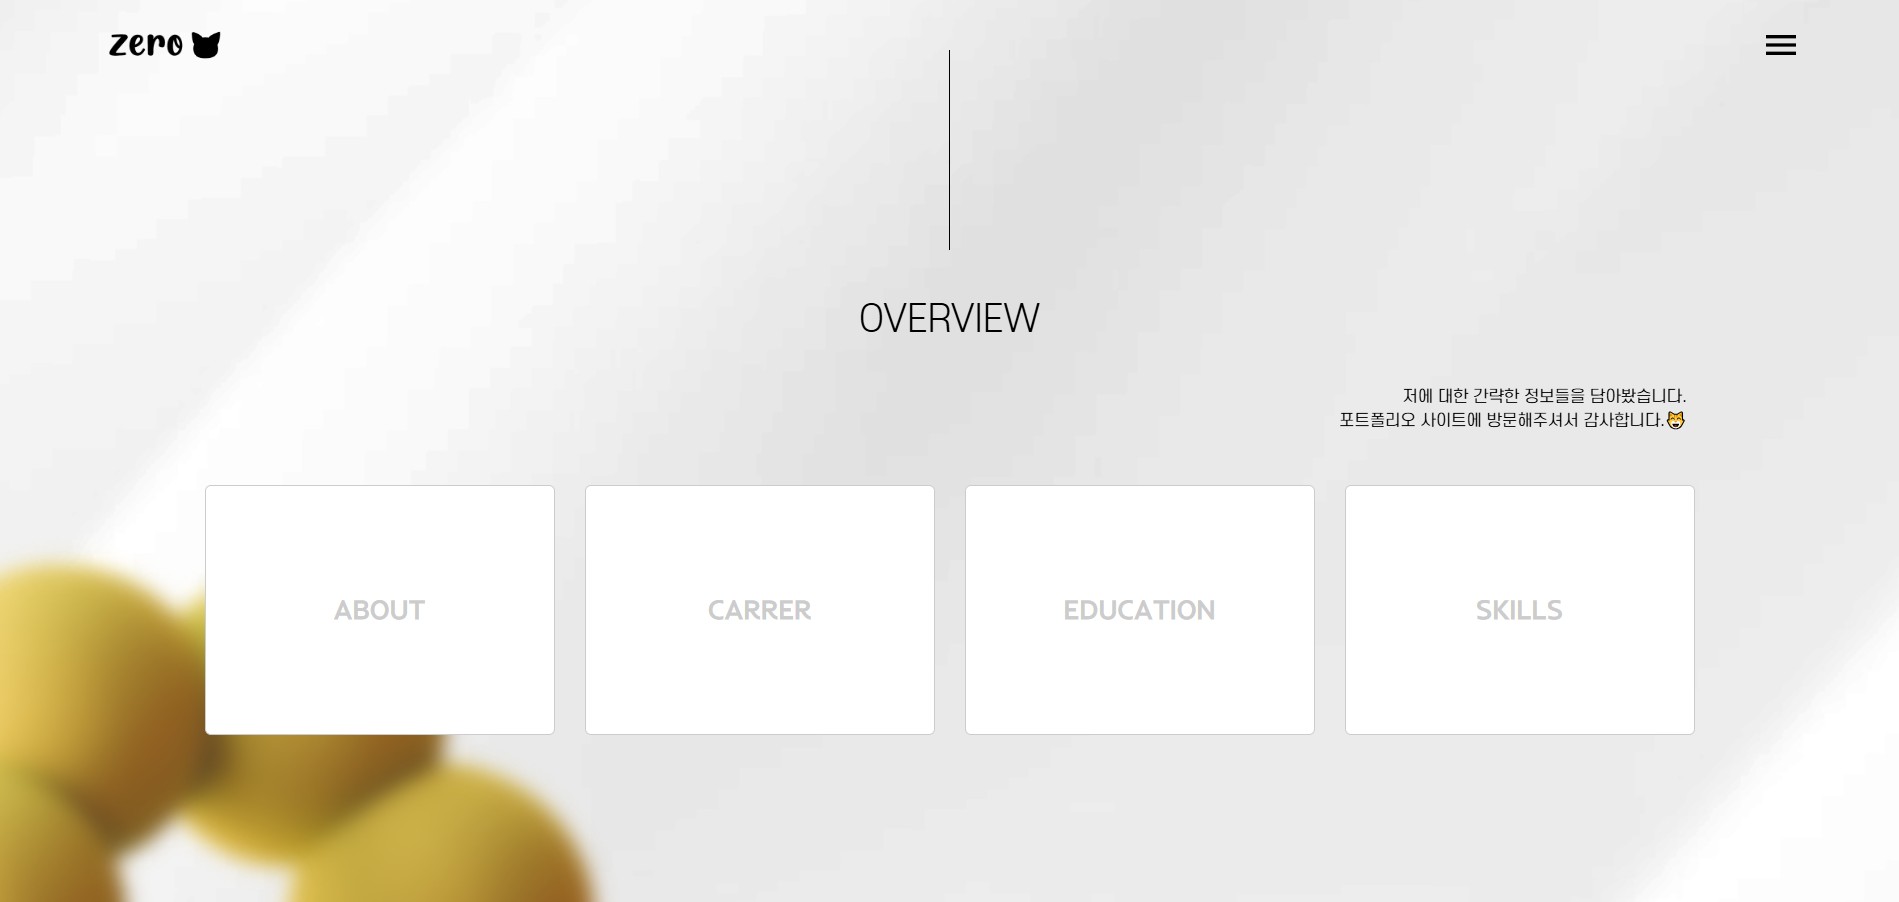 zero
OVERVIEW
저에 대한 간략한 정보들을 담아봤습니다.
포트폴리오 사이트에 방문해주셔서 감사합니다.😸
ABOUT
CARRER
EDUCATION
SKILLS